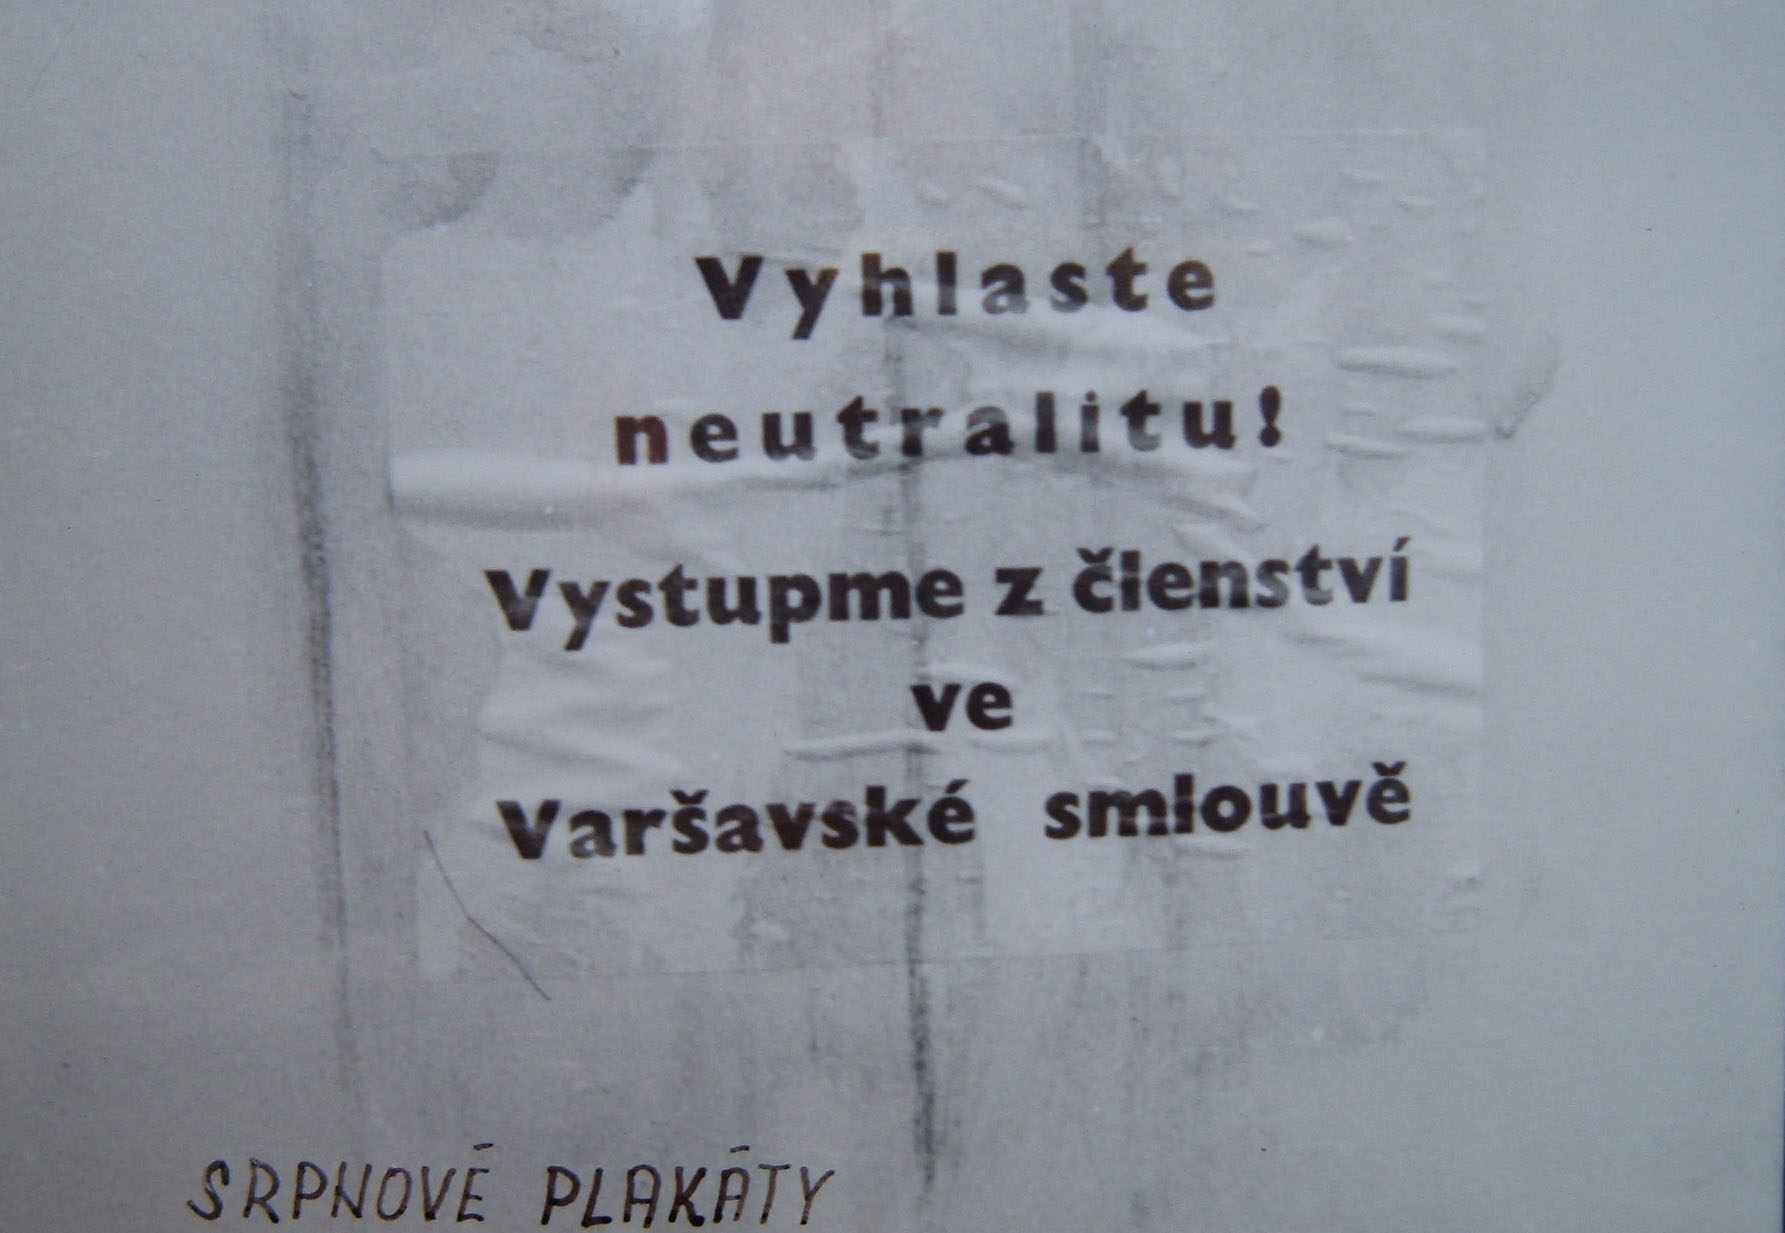 Vyhlaste
neutralitu!
Vystupme z členství
ve
Varšavské smlouvě
SRPNOVÉ PLAKÁTY